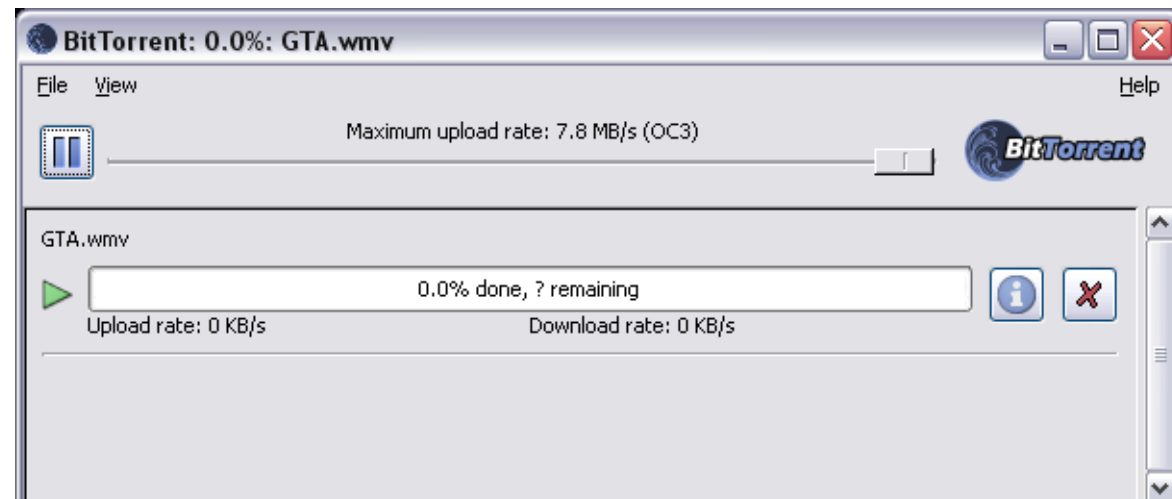 BitTorrent: 0.0%: GTA.wmv
File View Help
Maximum upload rate: 7.8 MB/s (OC3)
BitTorrent
GTA.wmv
0.0% done, ? remaining
Upload rate: 0 KB/s Download rate: 0 KB/s